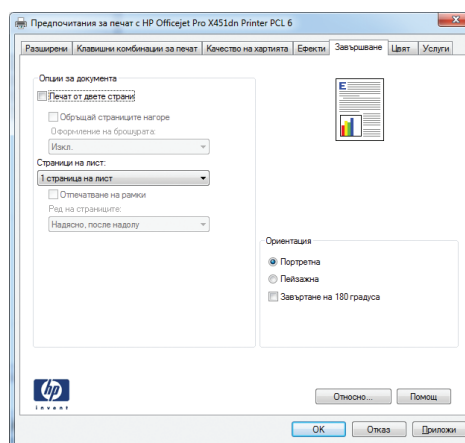 Предпочитания за печат с HP Officejet Pro X451dn Printer PCL 6
Разширени Клавишни комбинации за печат Качество на хартията Ефекти Завършване Цвят Услуги
Опции за документа
Печат от двете страни
Обръщай страниците нагоре
Оформление на брошурата:
Изкл.
Страници на лист:
1 страница на лист
Отпечатване на рамки
Ред на страниците:
Надясно, после надолу
E
Ориентация
Портретна
Пейзажна
Завъртане на 180 градуса
hp
invent
Относно... Помощ
OK Отказ Приложи